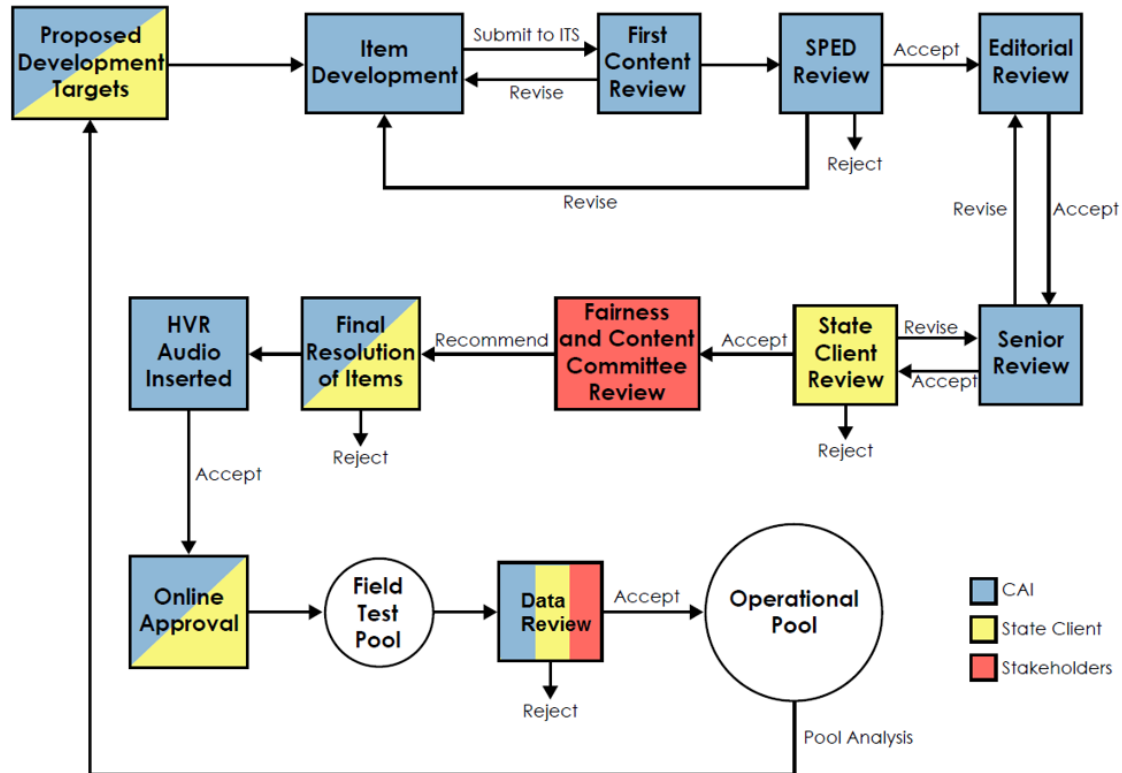 Proposed
Development
Targets
Item
Development
Submit to ITS
Revise
First
Content
Review
SPED
Review
Accept
Editorial
Review
Reject
Revise
Revise
Accept
HVR
Audio
Inserted
Final
Resolution
of Items
Recommend
Fairness
and Content
Committee
Review
Accept
State
Client
Review
Revise
Accept
Senior
Review
Reject
Reject
Accept
Online
Approval
Field
Test
Pool
Data
Review
Accept
Operational
Pool
CAI
State Client
Stakeholders
Reject
Pool Analysis